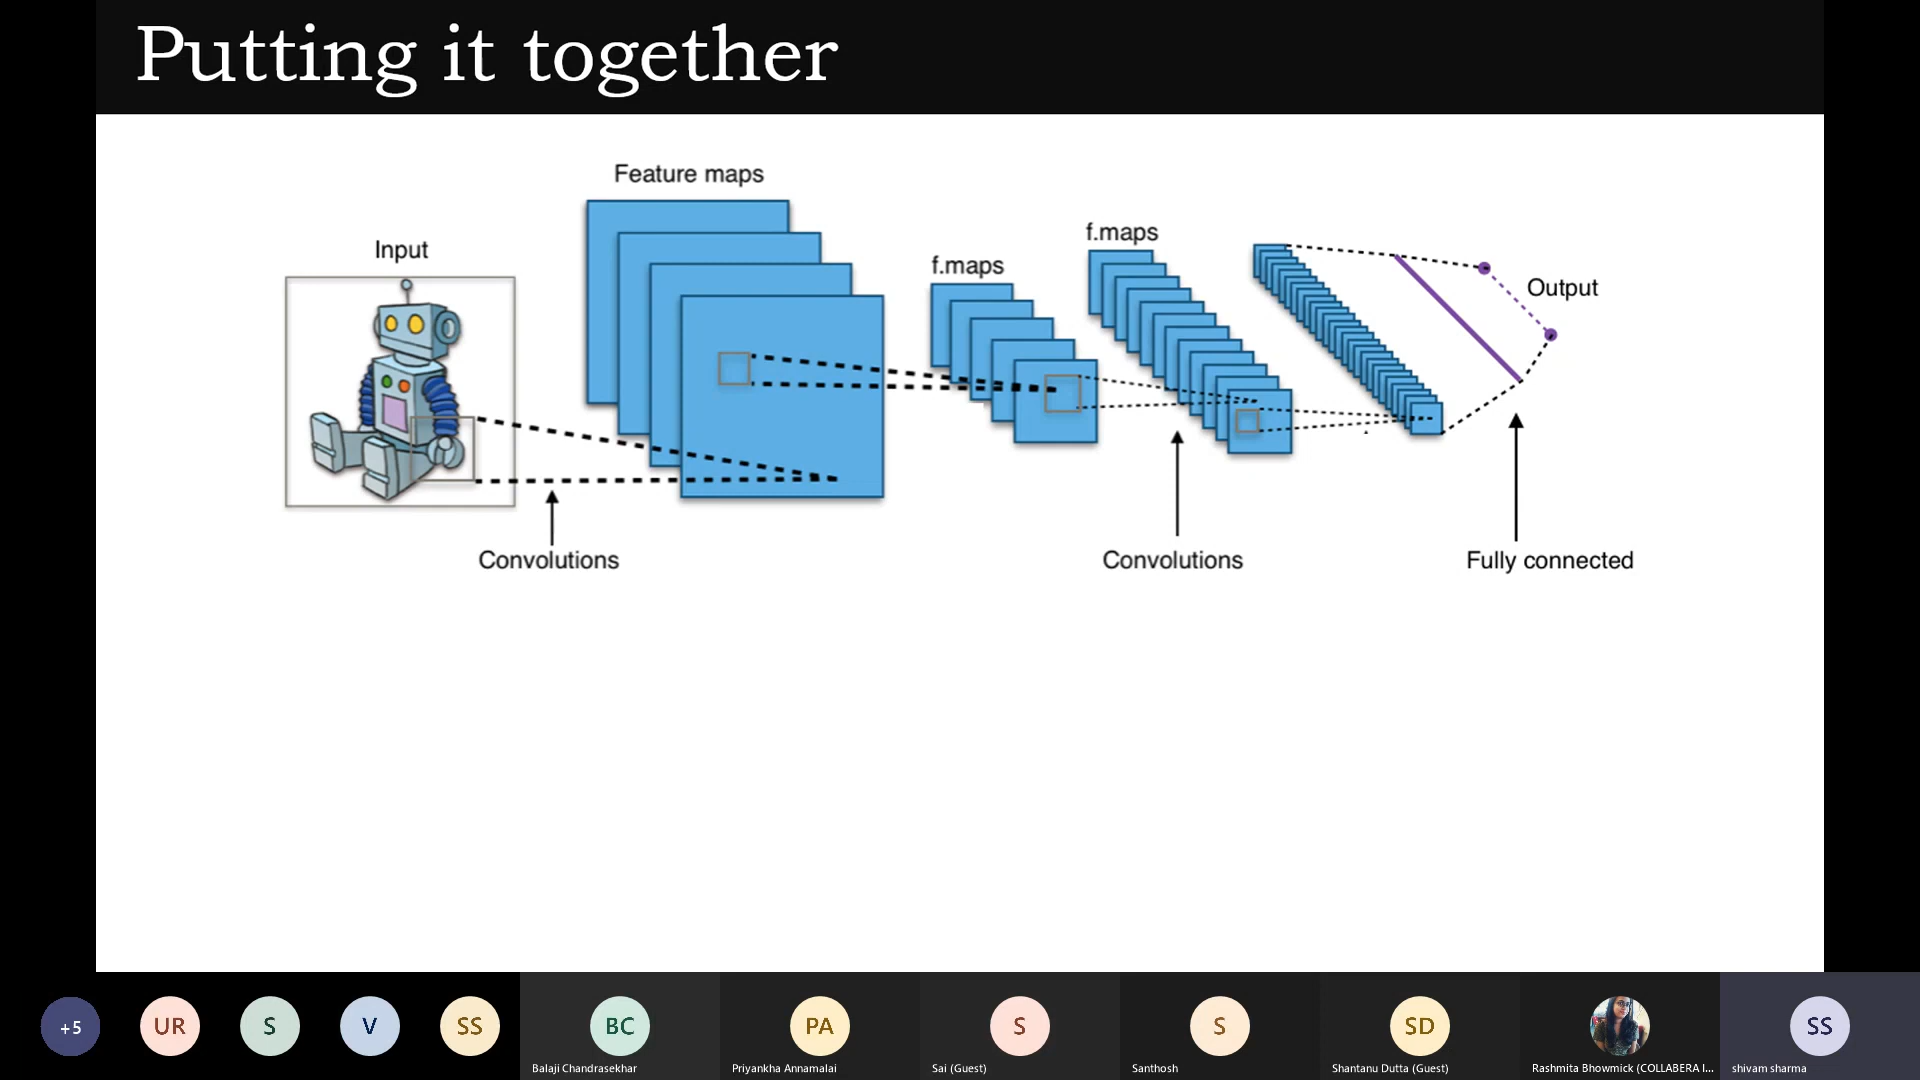 Putting it together
Feature maps
f.maps
Input
f.maps
Output
Convolutions
Convolutions
Fully connected
+5
UR
S
V
SS
BC
PA
S
S
SD
SS
Balaji Chandrasekhar
Priyankha Annamalai
Sai (Guest)
Santhosh
Shantanu Dutta (Guest)
Rashmita Bhowmick (COLLABERA I...
shivam sharma